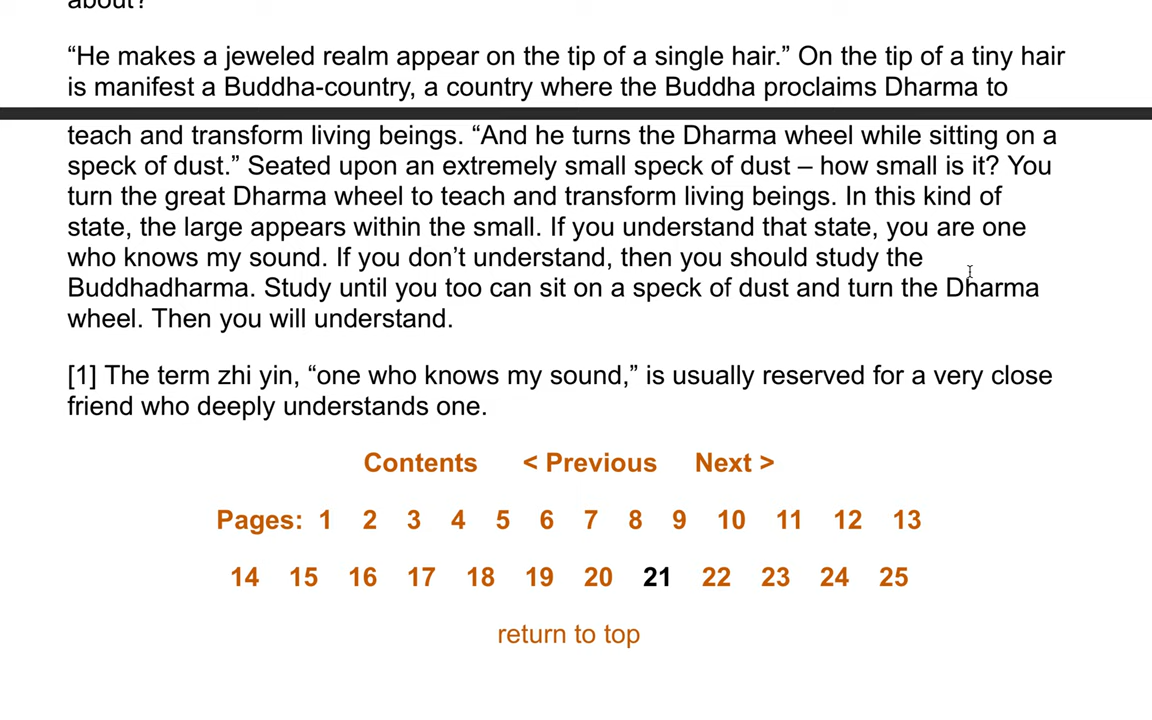 about?
“He makes a jeweled realm appear on the tip of a single hair.” On the tip of a tiny hair
is manifest a Buddha-country, a country where the Buddha proclaims Dharma to
teach and transform living beings. “And he turns the Dharma wheel while sitting on a
speck of dust.” Seated upon an extremely small speck of dust – how small is it? You
turn the great Dharma wheel to teach and transform living beings. In this kind of
state, the large appears within the small. If you understand that state, you are one
who knows my sound. If you don’t understand, then you should study the
Buddhadharma. Study until you too can sit on a speck of dust and turn the Dharma
wheel. Then you will understand.
[1] The term zhi yin, “one who knows my sound,” is usually reserved for a very close
friend who deeply understands one.
Contents < Previous Next >
Pages: 1 2 3 4 5 6 7 8 9 10 11 12 13
14 15 16 17 18 19 20 21 22 23 24 25
return to top